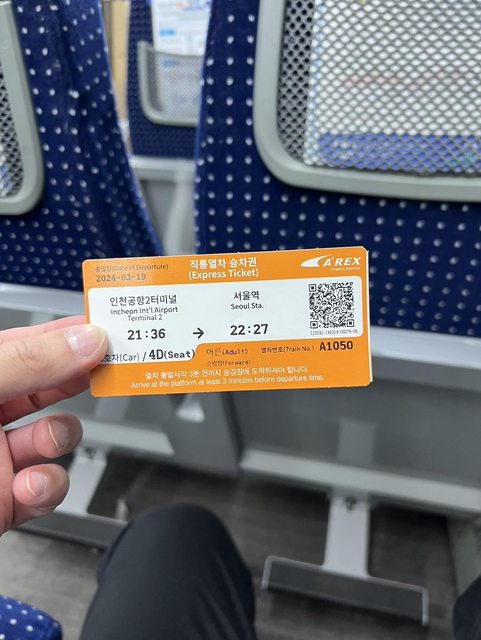 출발일(Date of Departure)
2024-03-19
직통열차 승차권
(Express Ticket)
A'REX
Airport Express
인천공항2터미널
Incheon Int'l Airport
Terminal 2
서울역
Seoul Sta.
21:36 → 22:27
호차(Car) / 4D(Seat)
어른(Adult)
열차번호(Train No.) A1050
순방향(Forward)
열차 출발시각 3분 전까지 승강장에 도착하셔야 합니다.
Arrive at the platform at least 3 minutes before departure time.